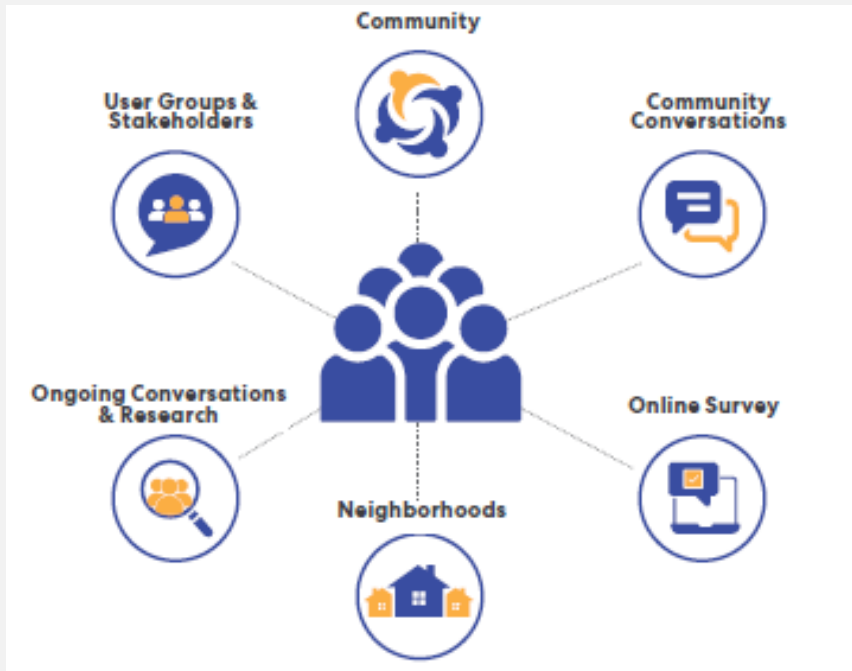 Community
User Groups &
Stakeholders
Community
Conversations
Ongoing Conversations
& Research
Online Survey
Neighborhoods